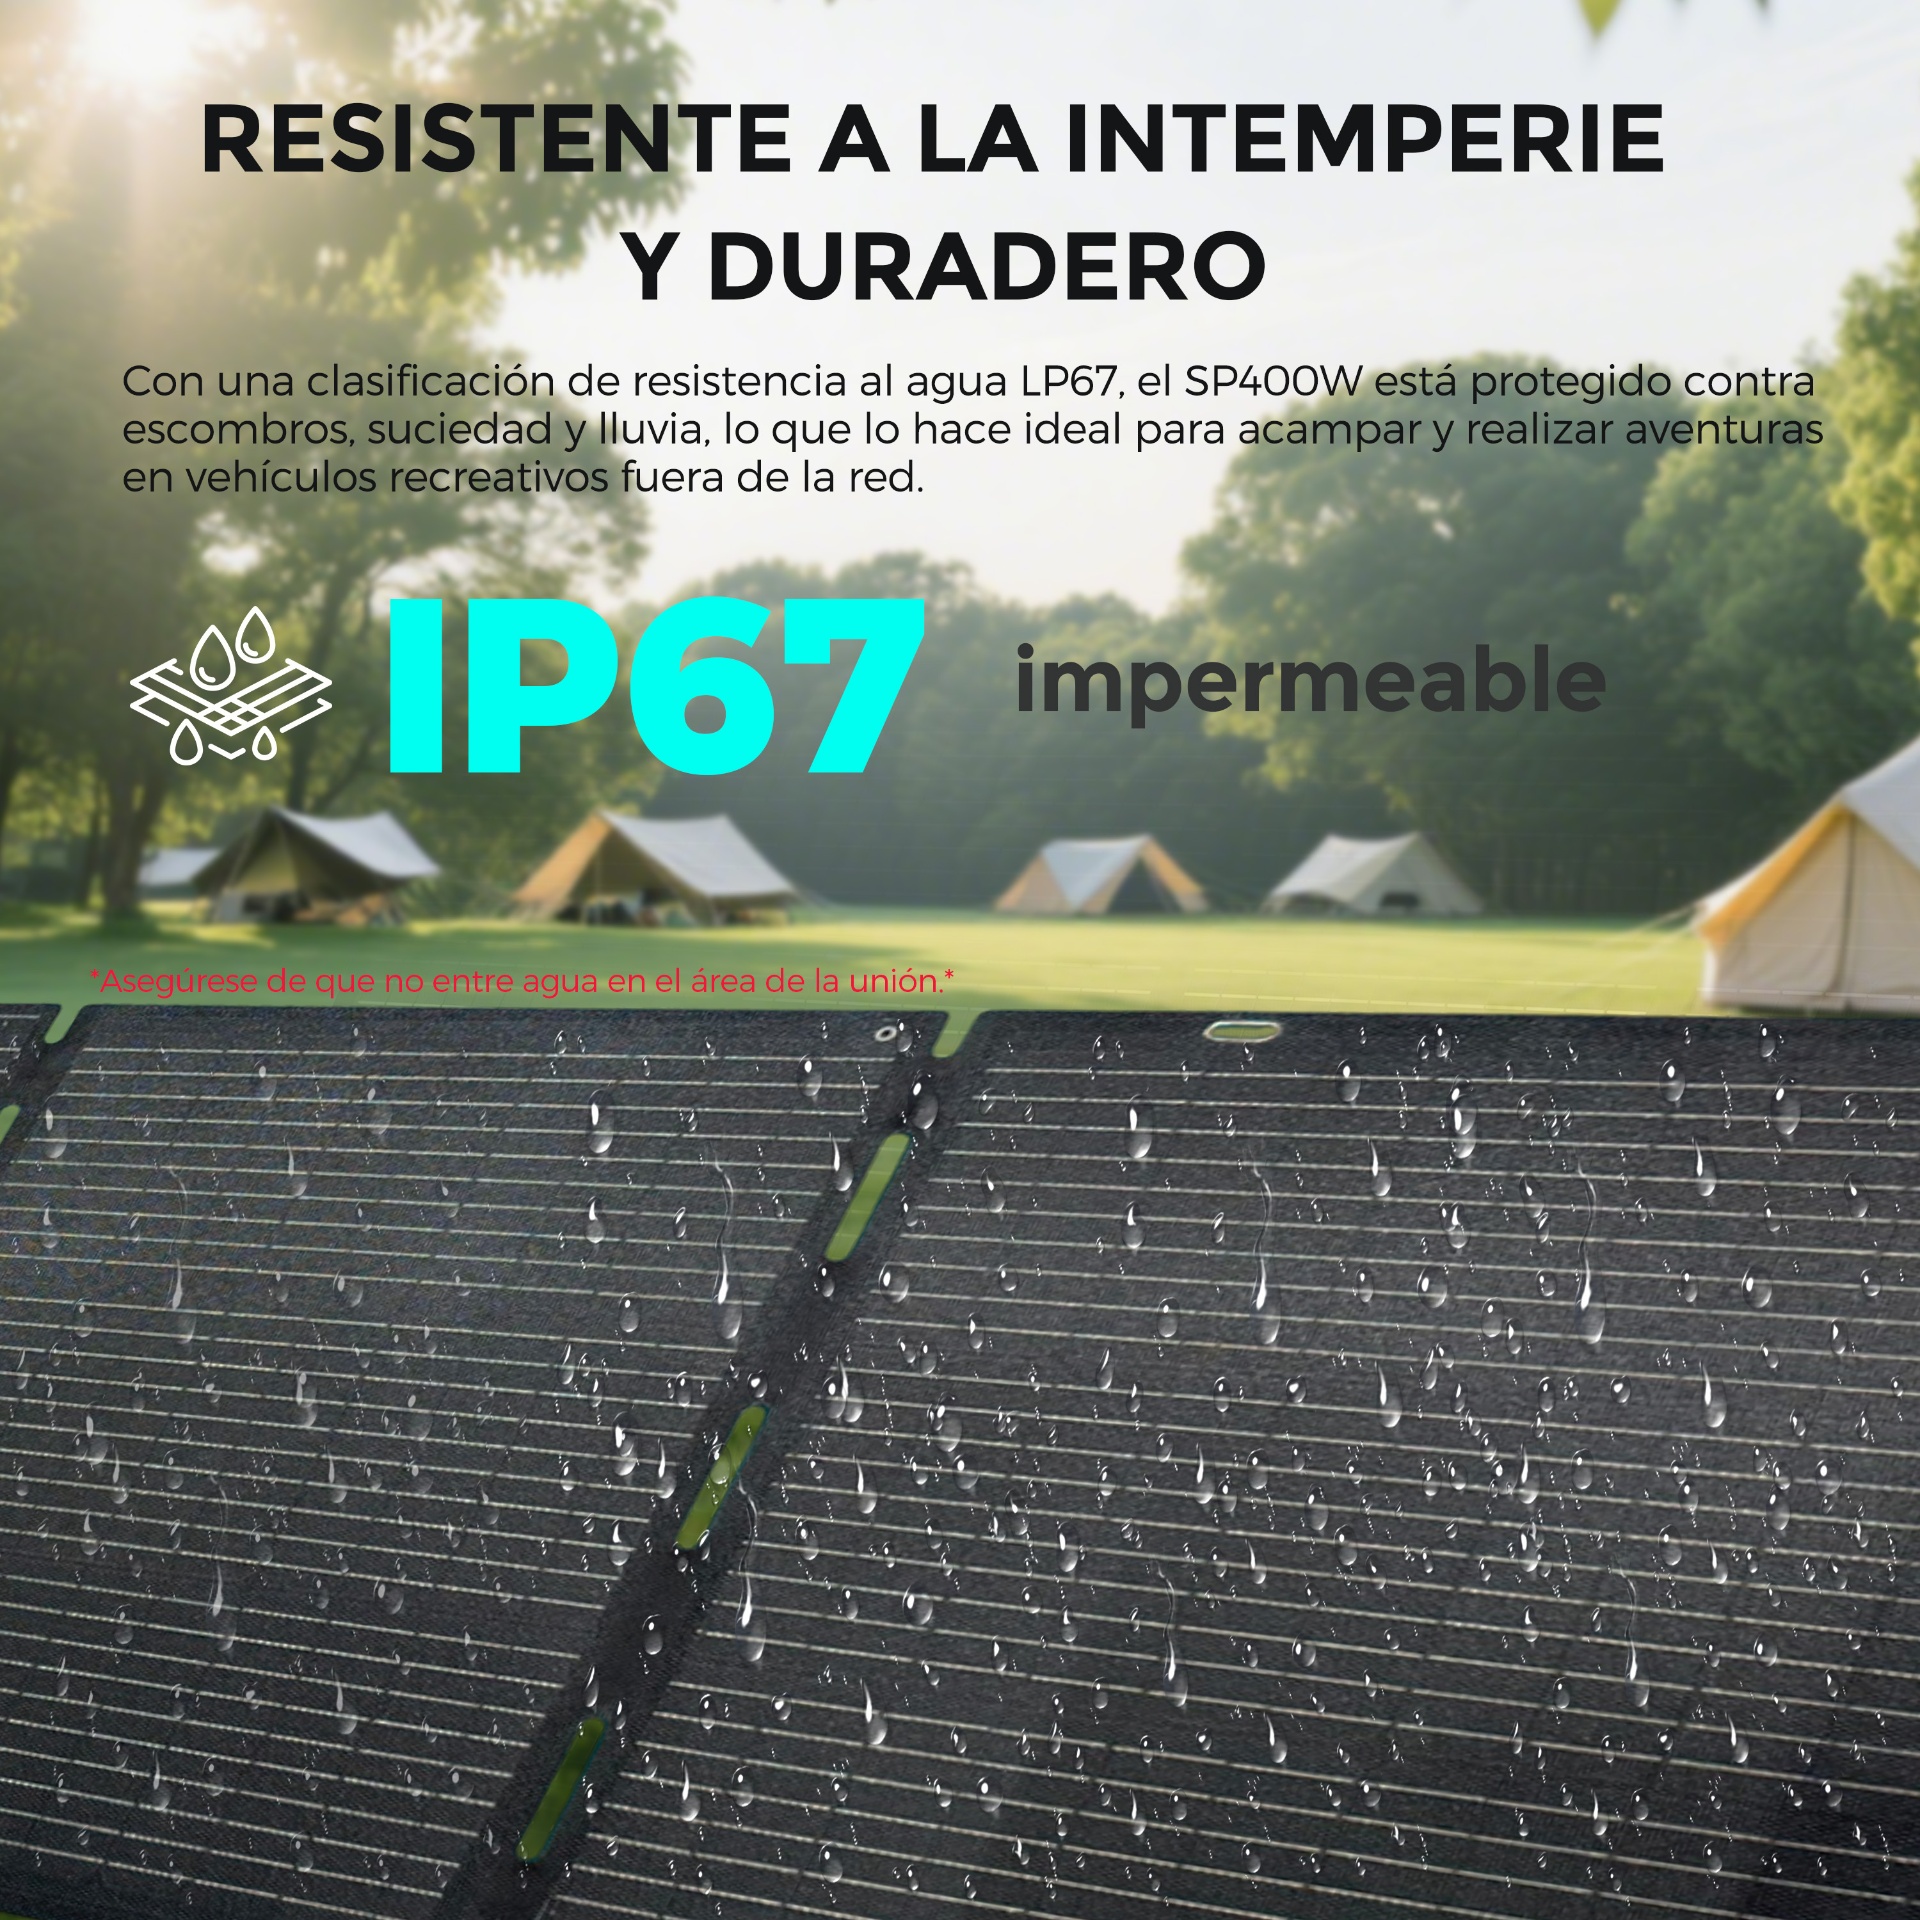 RESISTENTE A LA INTEMPERIE
Y DURADERO
Con una clasificación de resistencia al agua LP67, el SP400W está protegido contra
escombros, suciedad y lluvia, lo que lo hace ideal para acampar y realizar aventuras
en vehículos recreativos fuera de la red.
IP67
impermeable
*Asegúrese de que no entre agua en el área de la unión.*